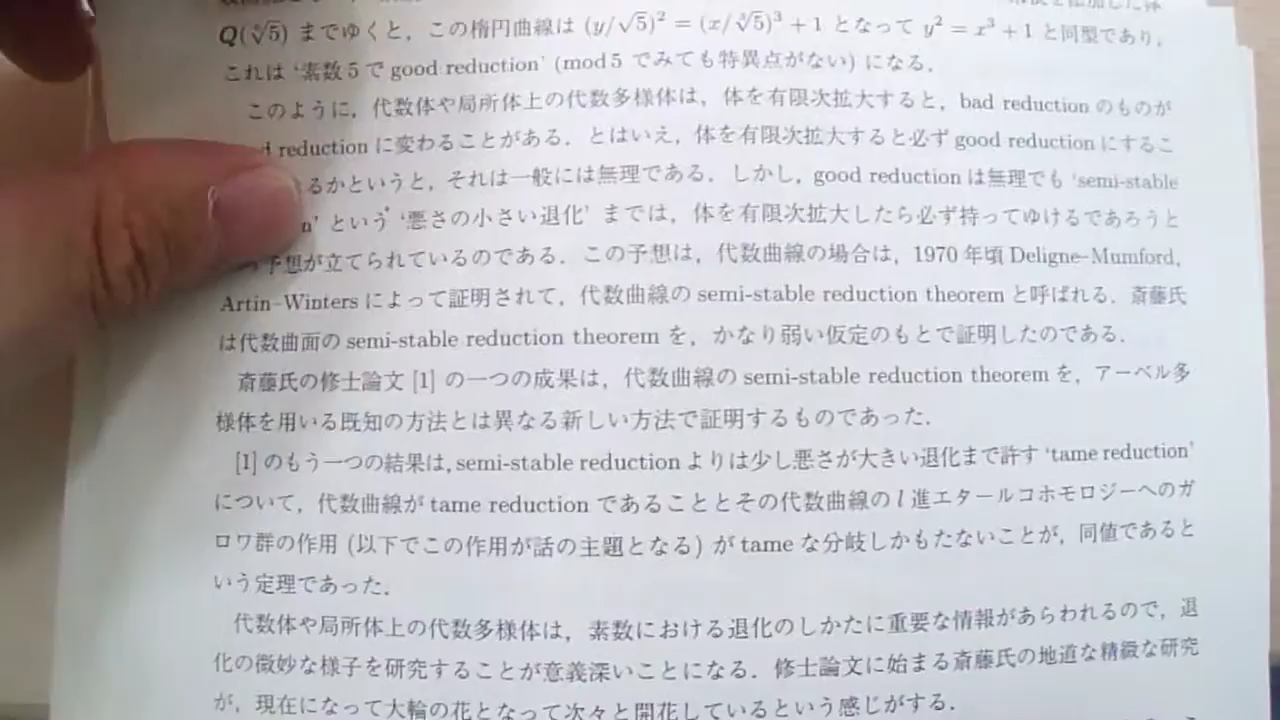 Q(⁶√5) までゆくと，この楕円曲線は (y/√5)² = (x/³√5)³ + 1 となって y² = x³ + 1 と同型であり，
これは ‘素数 5 で good reduction’ (mod 5 でみても特異点がない) になる．
このように，代数体や局所体上の代数多様体は，体を有限次拡大すると，bad reduction のものが
reduction に変わることがある．とはいえ，体を有限次拡大すると必ず good reduction にするこ
るかというと，それは一般には無理である．しかし，good reduction は無理でも ‘semi-stable
n’ という ‘悪さの小さい退化’ までは，体を有限次拡大したら必ず持ってゆけるであろうと
予想が立てられているのである．この予想は，代数曲線の場合は，1970 年頃 Deligne–Mumford,
Artin–Winters によって証明されて，代数曲線の semi-stable reduction theorem と呼ばれる．斎藤氏
は代数曲面の semi-stable reduction theorem を，かなり弱い仮定のもとで証明したのである．
斎藤氏の修士論文 [1] の一つの成果は，代数曲線の semi-stable reduction theorem を，アーベル多
様体を用いる既知の方法とは異なる新しい方法で証明するものであった．
[1] のもう一つの結果は, semi-stable reduction よりは少し悪さが大きい退化まで許す ‘tame reduction’
について，代数曲線が tame reduction であることとその代数曲線の l 進エタールコホモロジーへのガ
ロワ群の作用 (以下でこの作用が話の主題となる) が tame な分岐しかもたないことが，同値であると
いう定理であった．
代数体や局所体上の代数多様体は，素数における退化のしかたに重要な情報があらわれるので，退
化の微妙な様子を研究することが意義深いことになる．修士論文に始まる斎藤氏の地道な精緻な研究
が，現在になって大輪の花となって次々と開花しているという感じがする．